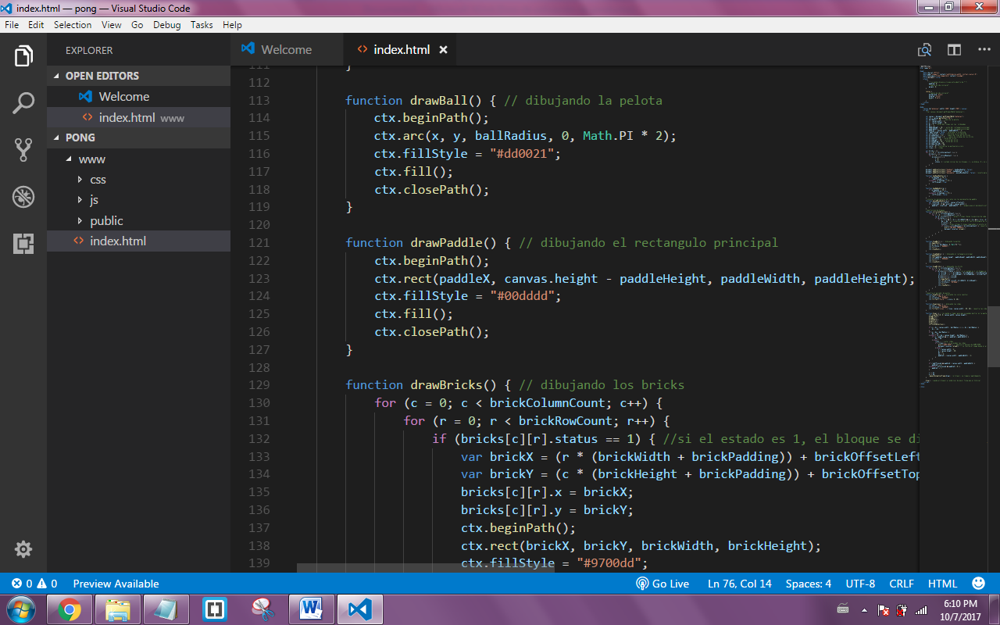 index.html — pong — Visual Studio Code
File Edit Selection View Go Debug Tasks Help
EXPLORER
OPEN EDITORS
Welcome
index.html www
PONG
www
css
js
public
index.html
Welcome
index.html
111 }
112
113 function drawBall() { // dibujando la pelota
114 ctx.beginPath();
115 ctx.arc(x, y, ballRadius, 0, Math.PI * 2);
116 ctx.fillStyle = "#dd0021";
117 ctx.fill();
118 ctx.closePath();
119 }
120
121 function drawPaddle() { // dibujando el rectangulo principal
122 ctx.beginPath();
123 ctx.rect(paddleX, canvas.height - paddleHeight, paddleWidth, paddleHeight);
124 ctx.fillStyle = "#00dddd";
125 ctx.fill();
126 ctx.closePath();
127 }
128
129 function drawBricks() { // dibujando los bricks
130 for (c = 0; c < brickColumnCount; c++) {
131 for (r = 0; r < brickRowCount; r++) {
132 if (bricks[c][r].status == 1) { //si el estado es 1, el bloque se di
133 var brickX = (r * (brickWidth + brickPadding)) + brickOffsetLeft
134 var brickY = (c * (brickHeight + brickPadding)) + brickOffsetTop
135 bricks[c][r].x = brickX;
136 bricks[c][r].y = brickY;
137 ctx.beginPath();
138 ctx.rect(brickX, brickY, brickWidth, brickHeight);
139 ctx.fillStyle = "#9700dd";
0 0 Preview Available Go Live Ln 76, Col 14 Spaces: 4 UTF-8 CRLF HTML
6:10 PM
10/7/2017